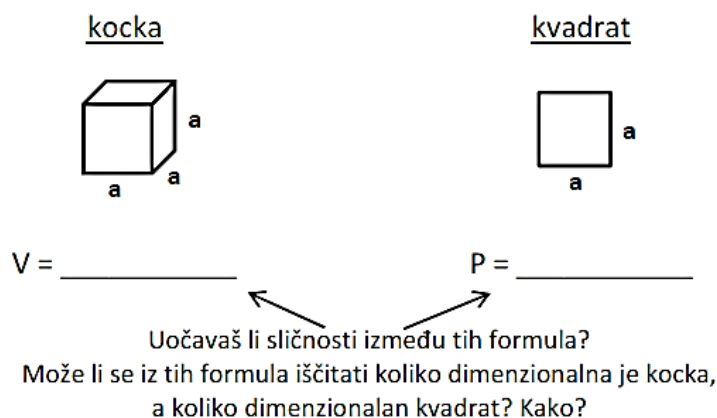 kocka
kvadrat
a
a
a
a
a
V = ____________
P = ____________
Uočavaš li sličnosti između tih formula?
Može li se iz tih formula iščitati koliko dimenzionalna je kocka,
a koliko dimenzionalan kvadrat? Kako?